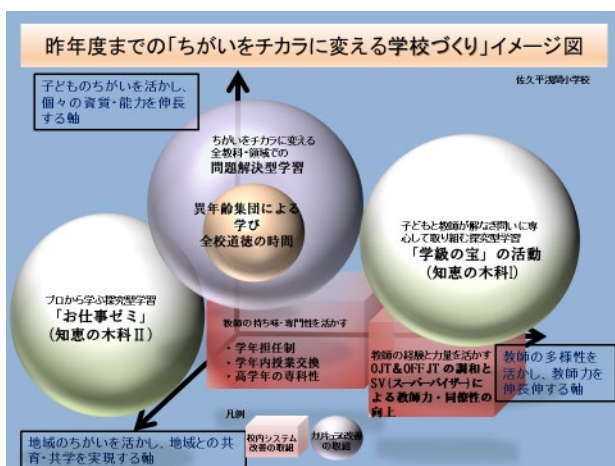 昨年度までの「ちがいをチカラに変える学校づくり」イメージ図
佐久平浅間小学校
子どものちがいを活かし、
個々の資質・能力を伸長
する軸
ちがいをチカラに変える
全教科・領域での
問題解決型学習
異年齢集団による
学び
全校道徳の時間
子どもと教師が解なき問いに専
心して取り組む探究型学習
「学級の宝」の活動
(知恵の木科Ⅰ)
プロから学ぶ探究型学習
「お仕事ゼミ」
(知恵の木科Ⅱ)
教師の持ち味・専門性を活かす
・学年担任制
・学年内授業交換
・高学年の専科性
教師の経験と力量を活かす
OJT&OFFJTの調和と
SV(スーパーバイザー)に
よる教師力・同僚性の
向上
教師の多様性を
活かし、教師力を
伸長伸する軸
地域のちがいを活かし、地域との共
育・共学を実現する軸
凡例
校内システム
改善の取組
カリキュラム改善
の取組